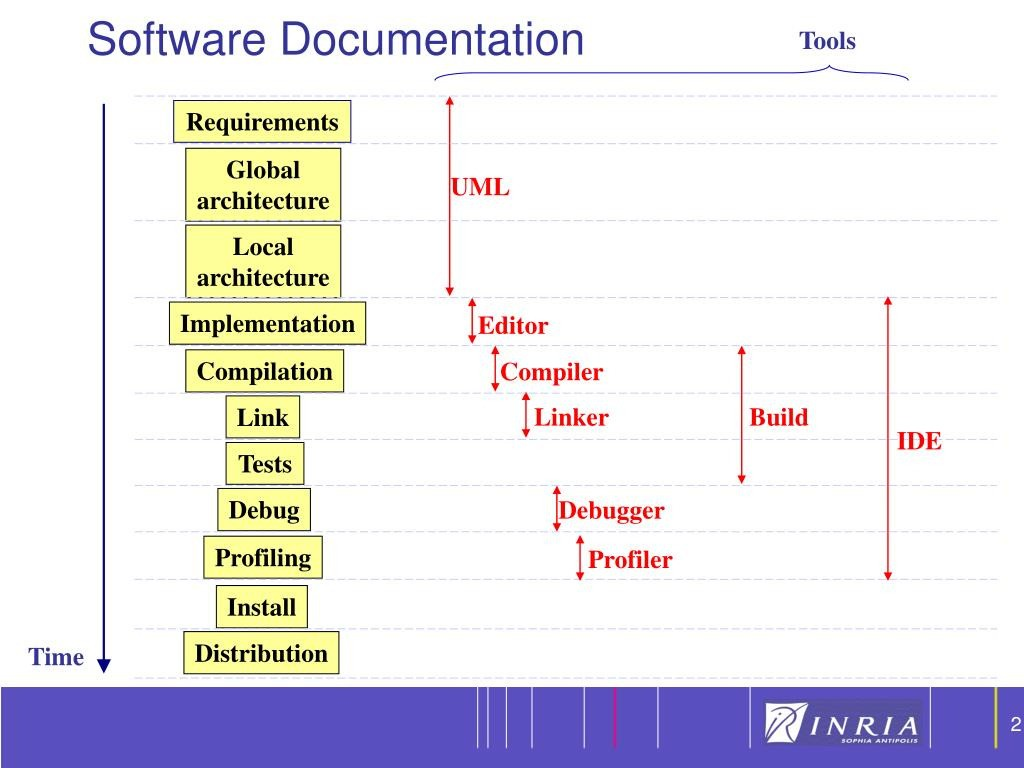 Software Documentation
Tools
Requirements
Global
architecture
UML
Local
architecture
Implementation
Editor
Compilation
Compiler
Link
Linker
Build
IDE
Tests
Debug
Debugger
Profiling
Profiler
Install
Distribution
Time
INRIA
SOPHIA ANTIPOLIS
2